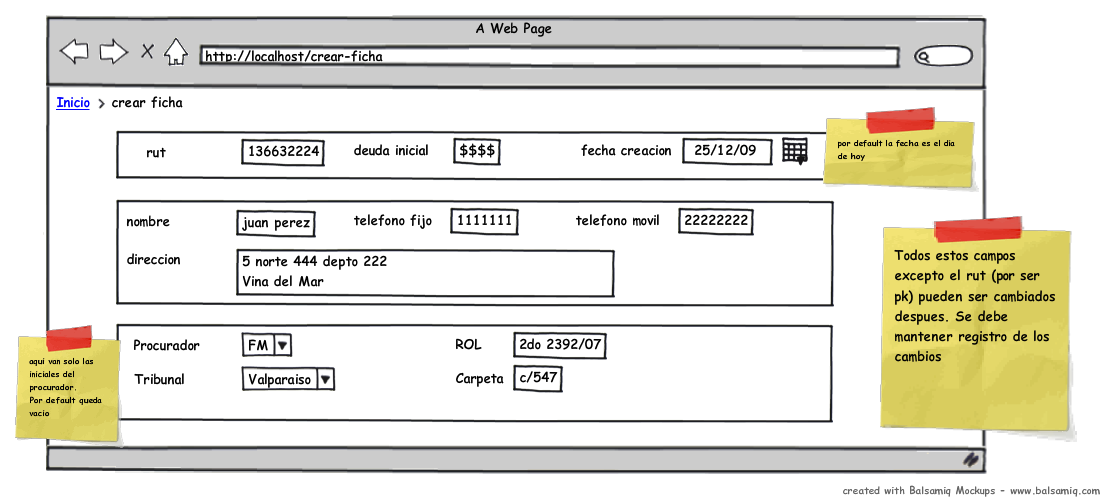 A Web Page
http://localhost/crear-ficha
Inicio > crear ficha
rut 136632224 deuda inicial $$$$ fecha creacion 25/12/09
por default la fecha es el dia
de hoy
nombre juan perez telefono fijo 1111111 telefono movil 22222222
direccion 5 norte 444 depto 222
Vina del Mar
Todos estos campos
excepto el rut (por ser
pk) pueden ser cambiados
despues. Se debe
mantener registro de los
cambios
Procurador FM ROL 2do 2392/07
Tribunal Valparaiso Carpeta c/547
aqui van solo las
iniciales del
procurador.
Por default queda
vacio
created with Balsamiq Mockups - www.balsamiq.com